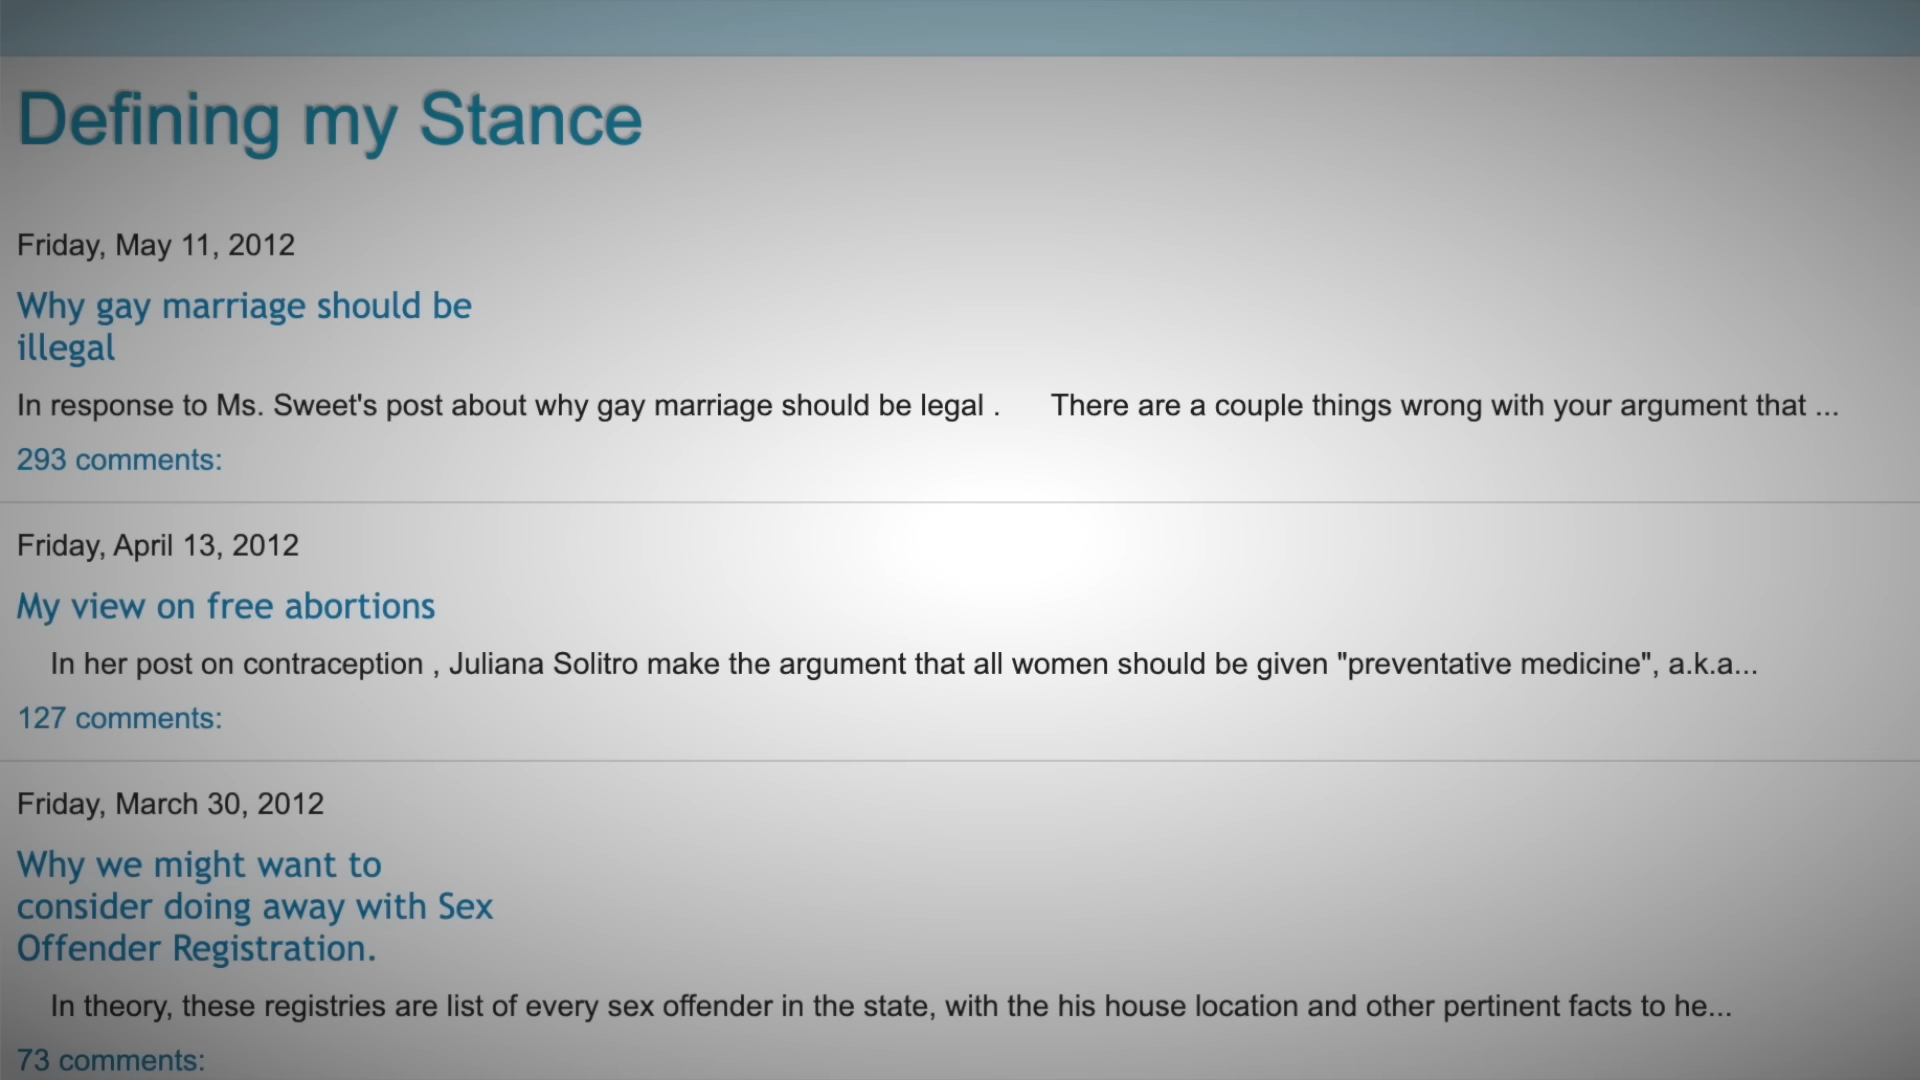 Defining my Stance
Friday, May 11, 2012
Why gay marriage should be
illegal
In response to Ms. Sweet's post about why gay marriage should be legal . There are a couple things wrong with your argument that ...
293 comments:
Friday, April 13, 2012
My view on free abortions
In her post on contraception , Juliana Solitro make the argument that all women should be given "preventative medicine", a.k.a...
127 comments:
Friday, March 30, 2012
Why we might want to
consider doing away with Sex
Offender Registration.
In theory, these registries are list of every sex offender in the state, with the his house location and other pertinent facts to he...
73 comments: